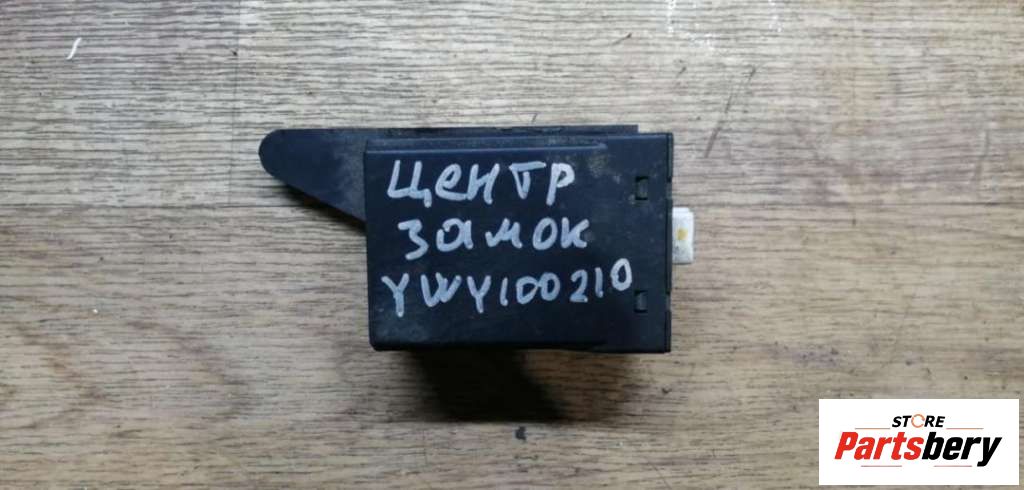 Центр
замок
YWY100210
STORE
Partsbery